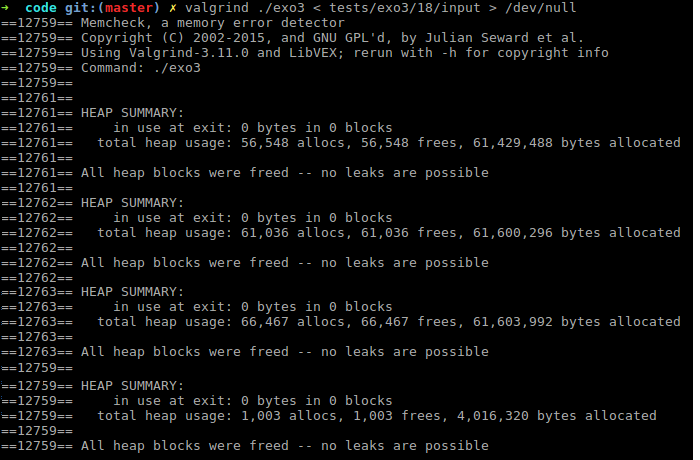 ➜  code git:(master) ✗ valgrind ./exo3 < tests/exo3/18/input > /dev/null
==12759== Memcheck, a memory error detector
==12759== Copyright (C) 2002-2015, and GNU GPL'd, by Julian Seward et al.
==12759== Using Valgrind-3.11.0 and LibVEX; rerun with -h for copyright info
==12759== Command: ./exo3
==12759==
==12761==
==12761== HEAP SUMMARY:
==12761==     in use at exit: 0 bytes in 0 blocks
==12761==   total heap usage: 56,548 allocs, 56,548 frees, 61,429,488 bytes allocated
==12761==
==12761== All heap blocks were freed -- no leaks are possible
==12761==
==12762== HEAP SUMMARY:
==12762==     in use at exit: 0 bytes in 0 blocks
==12762==   total heap usage: 61,036 allocs, 61,036 frees, 61,600,296 bytes allocated
==12762==
==12762== All heap blocks were freed -- no leaks are possible
==12762==
==12763== HEAP SUMMARY:
==12763==     in use at exit: 0 bytes in 0 blocks
==12763==   total heap usage: 66,467 allocs, 66,467 frees, 61,603,992 bytes allocated
==12763==
==12763== All heap blocks were freed -- no leaks are possible
==12759==
==12759== HEAP SUMMARY:
==12759==     in use at exit: 0 bytes in 0 blocks
==12759==   total heap usage: 1,003 allocs, 1,003 frees, 4,016,320 bytes allocated
==12759==
==12759== All heap blocks were freed -- no leaks are possible